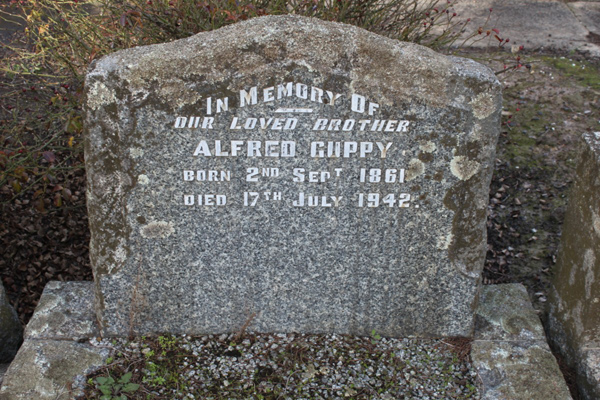 In Memory Of
OUR LOVED BROTHER
ALFRED GUPPY
BORN 2ND SEPT 1861
DIED 17TH JULY 1942.